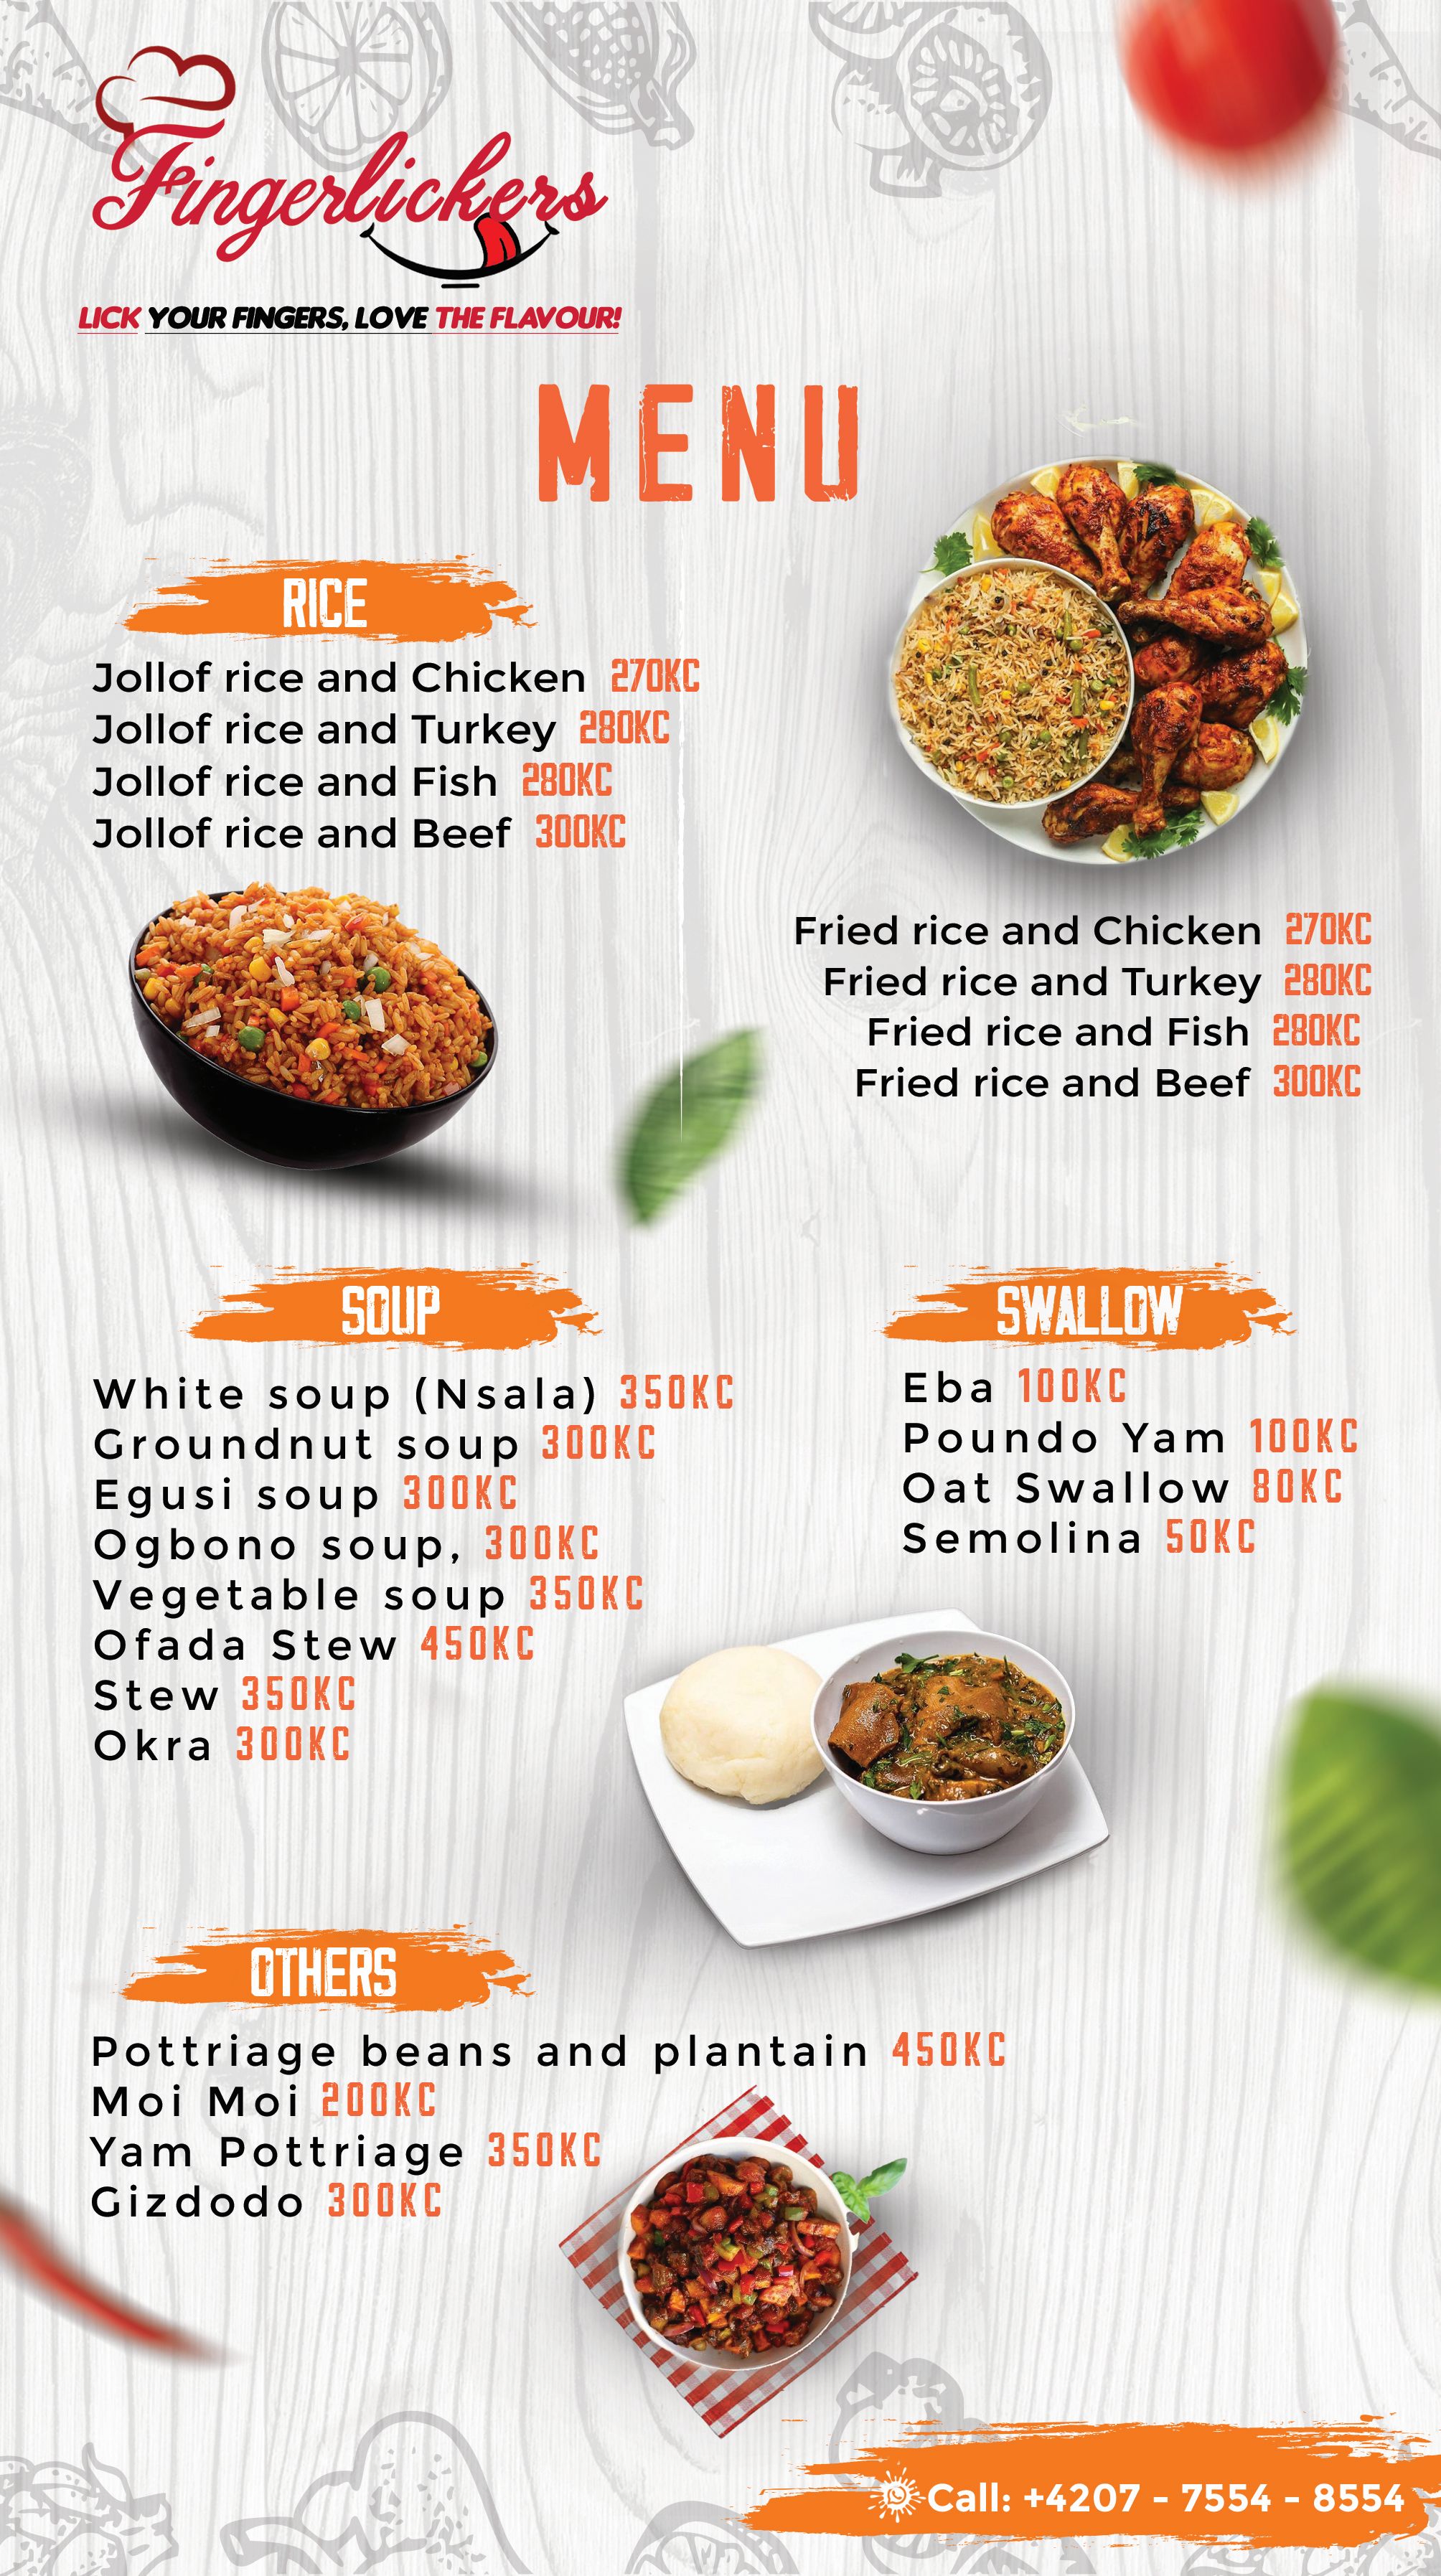 Fingerlickers
LICK YOUR FINGERS, LOVE THE FLAVOUR!
MENU
RICE
Jollof rice and Chicken 270KC
Jollof rice and Turkey 280KC
Jollof rice and Fish 280KC
Jollof rice and Beef 300KC
Fried rice and Chicken 270KC
Fried rice and Turkey 280KC
Fried rice and Fish 280KC
Fried rice and Beef 300KC
SOUP
White soup (Nsala) 350KC
Groundnut soup 300KC
Egusi soup 300KC
Ogbono soup, 300KC
Vegetable soup 350KC
Ofada Stew 450KC
Stew 350KC
Okra 300KC
SWALLOW
Eba 100KC
Poundo Yam 100KC
Oat Swallow 80KC
Semolina 50KC
OTHERS
Pottriage beans and plantain 450KC
Moi Moi 200KC
Yam Pottriage 350KC
Gizdodo 300KC
Call: +4207 - 7554 - 8554